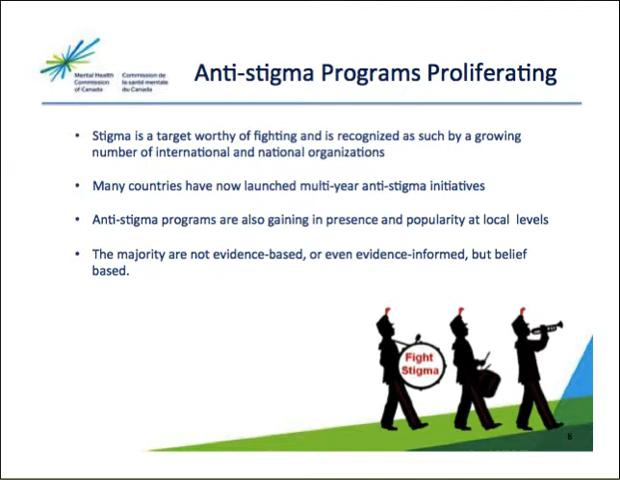 Mental Health
Commission
of Canada
Commission de
la santé mentale
du Canada
Anti-stigma Programs Proliferating
• Stigma is a target worthy of fighting and is recognized as such by a growing
number of international and national organizations
• Many countries have now launched multi-year anti-stigma initiatives
• Anti-stigma programs are also gaining in presence and popularity at local levels
• The majority are not evidence-based, or even evidence-informed, but belief
based.
Fight
Stigma